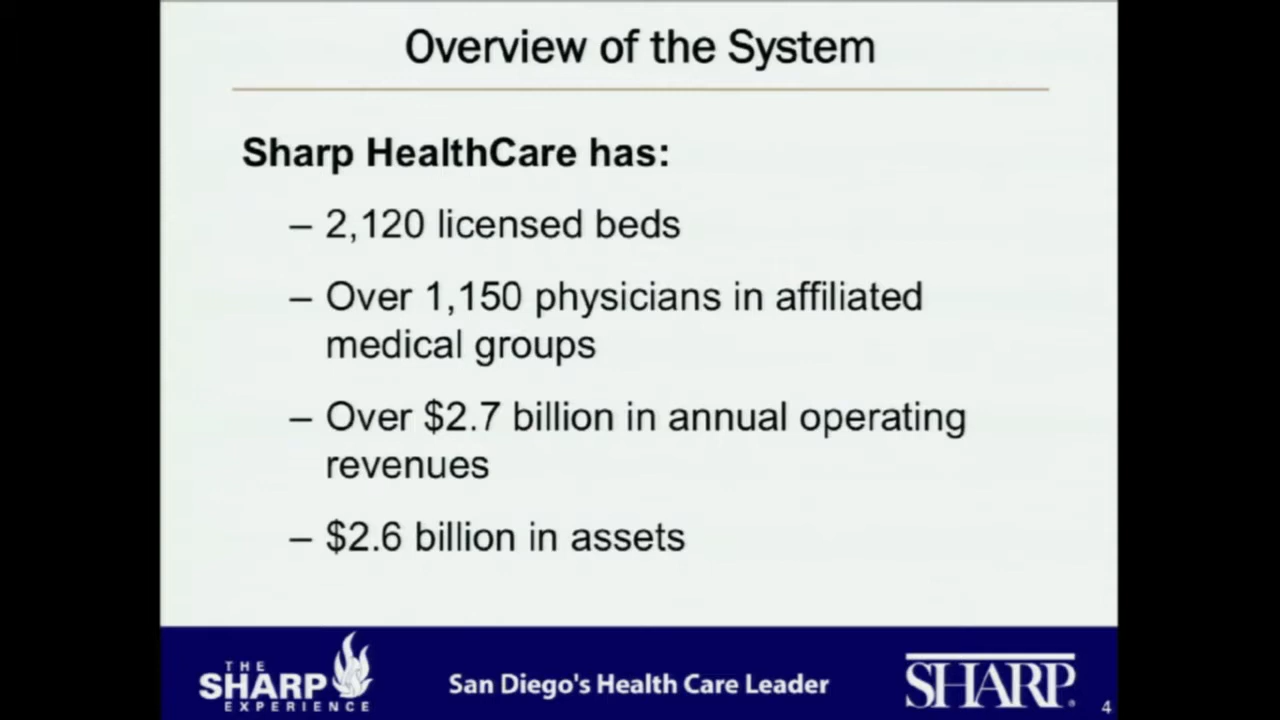 Overview of the System
Sharp HealthCare has:
– 2,120 licensed beds
– Over 1,150 physicians in affiliated
medical groups
– Over $2.7 billion in annual operating
revenues
– $2.6 billion in assets
THE
SHARP
EXPERIENCE
San Diego's Health Care Leader
SHARP®
4